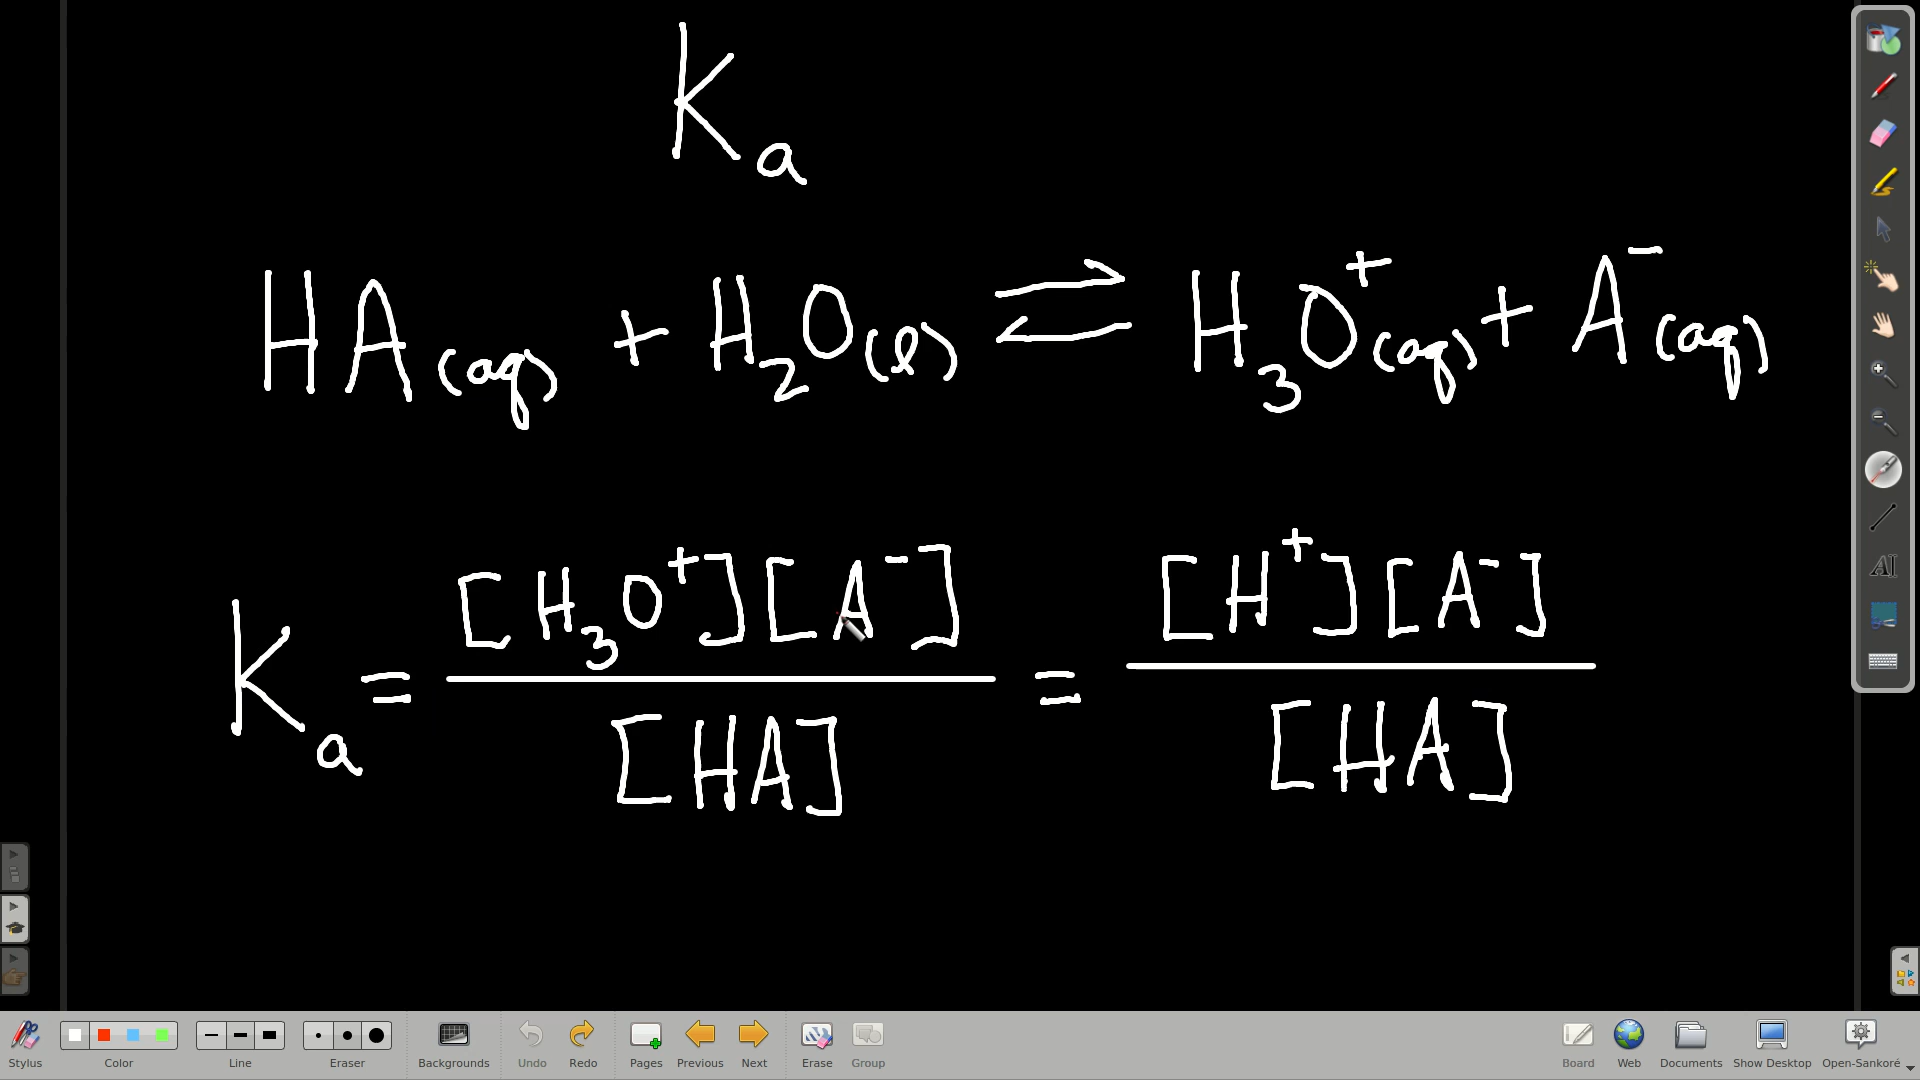 Kₐ
HA(aq) + H₂O(l) ⇌ H₃O⁺(aq) + A⁻(aq)
Kₐ = [H₃O⁺][A⁻] / [HA] = [H⁺][A⁻] / [HA]
AI
Stylus Color Line Eraser Backgrounds Undo Redo Pages Previous Next Erase Group Board Web Documents Show Desktop Open-Sankoré